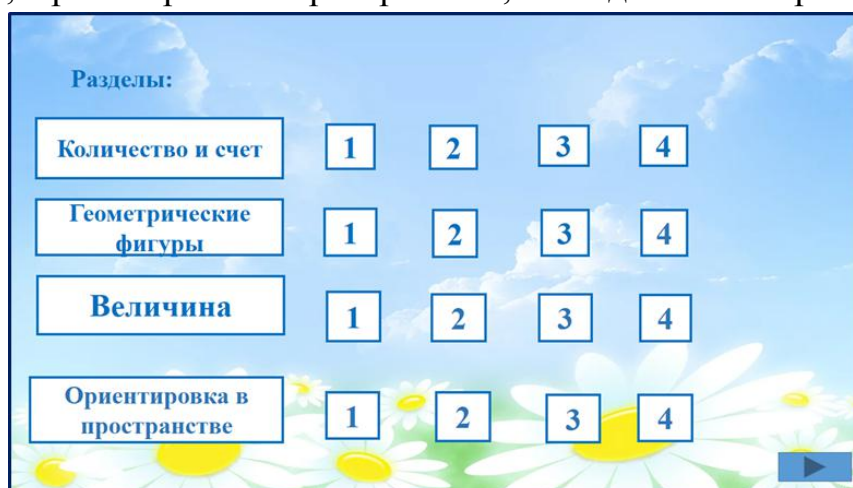 Разделы:
Количество и счет 1 2 3 4
Геометрические
фигуры 1 2 3 4
Величина 1 2 3 4
Ориентировка в
пространстве 1 2 3 4